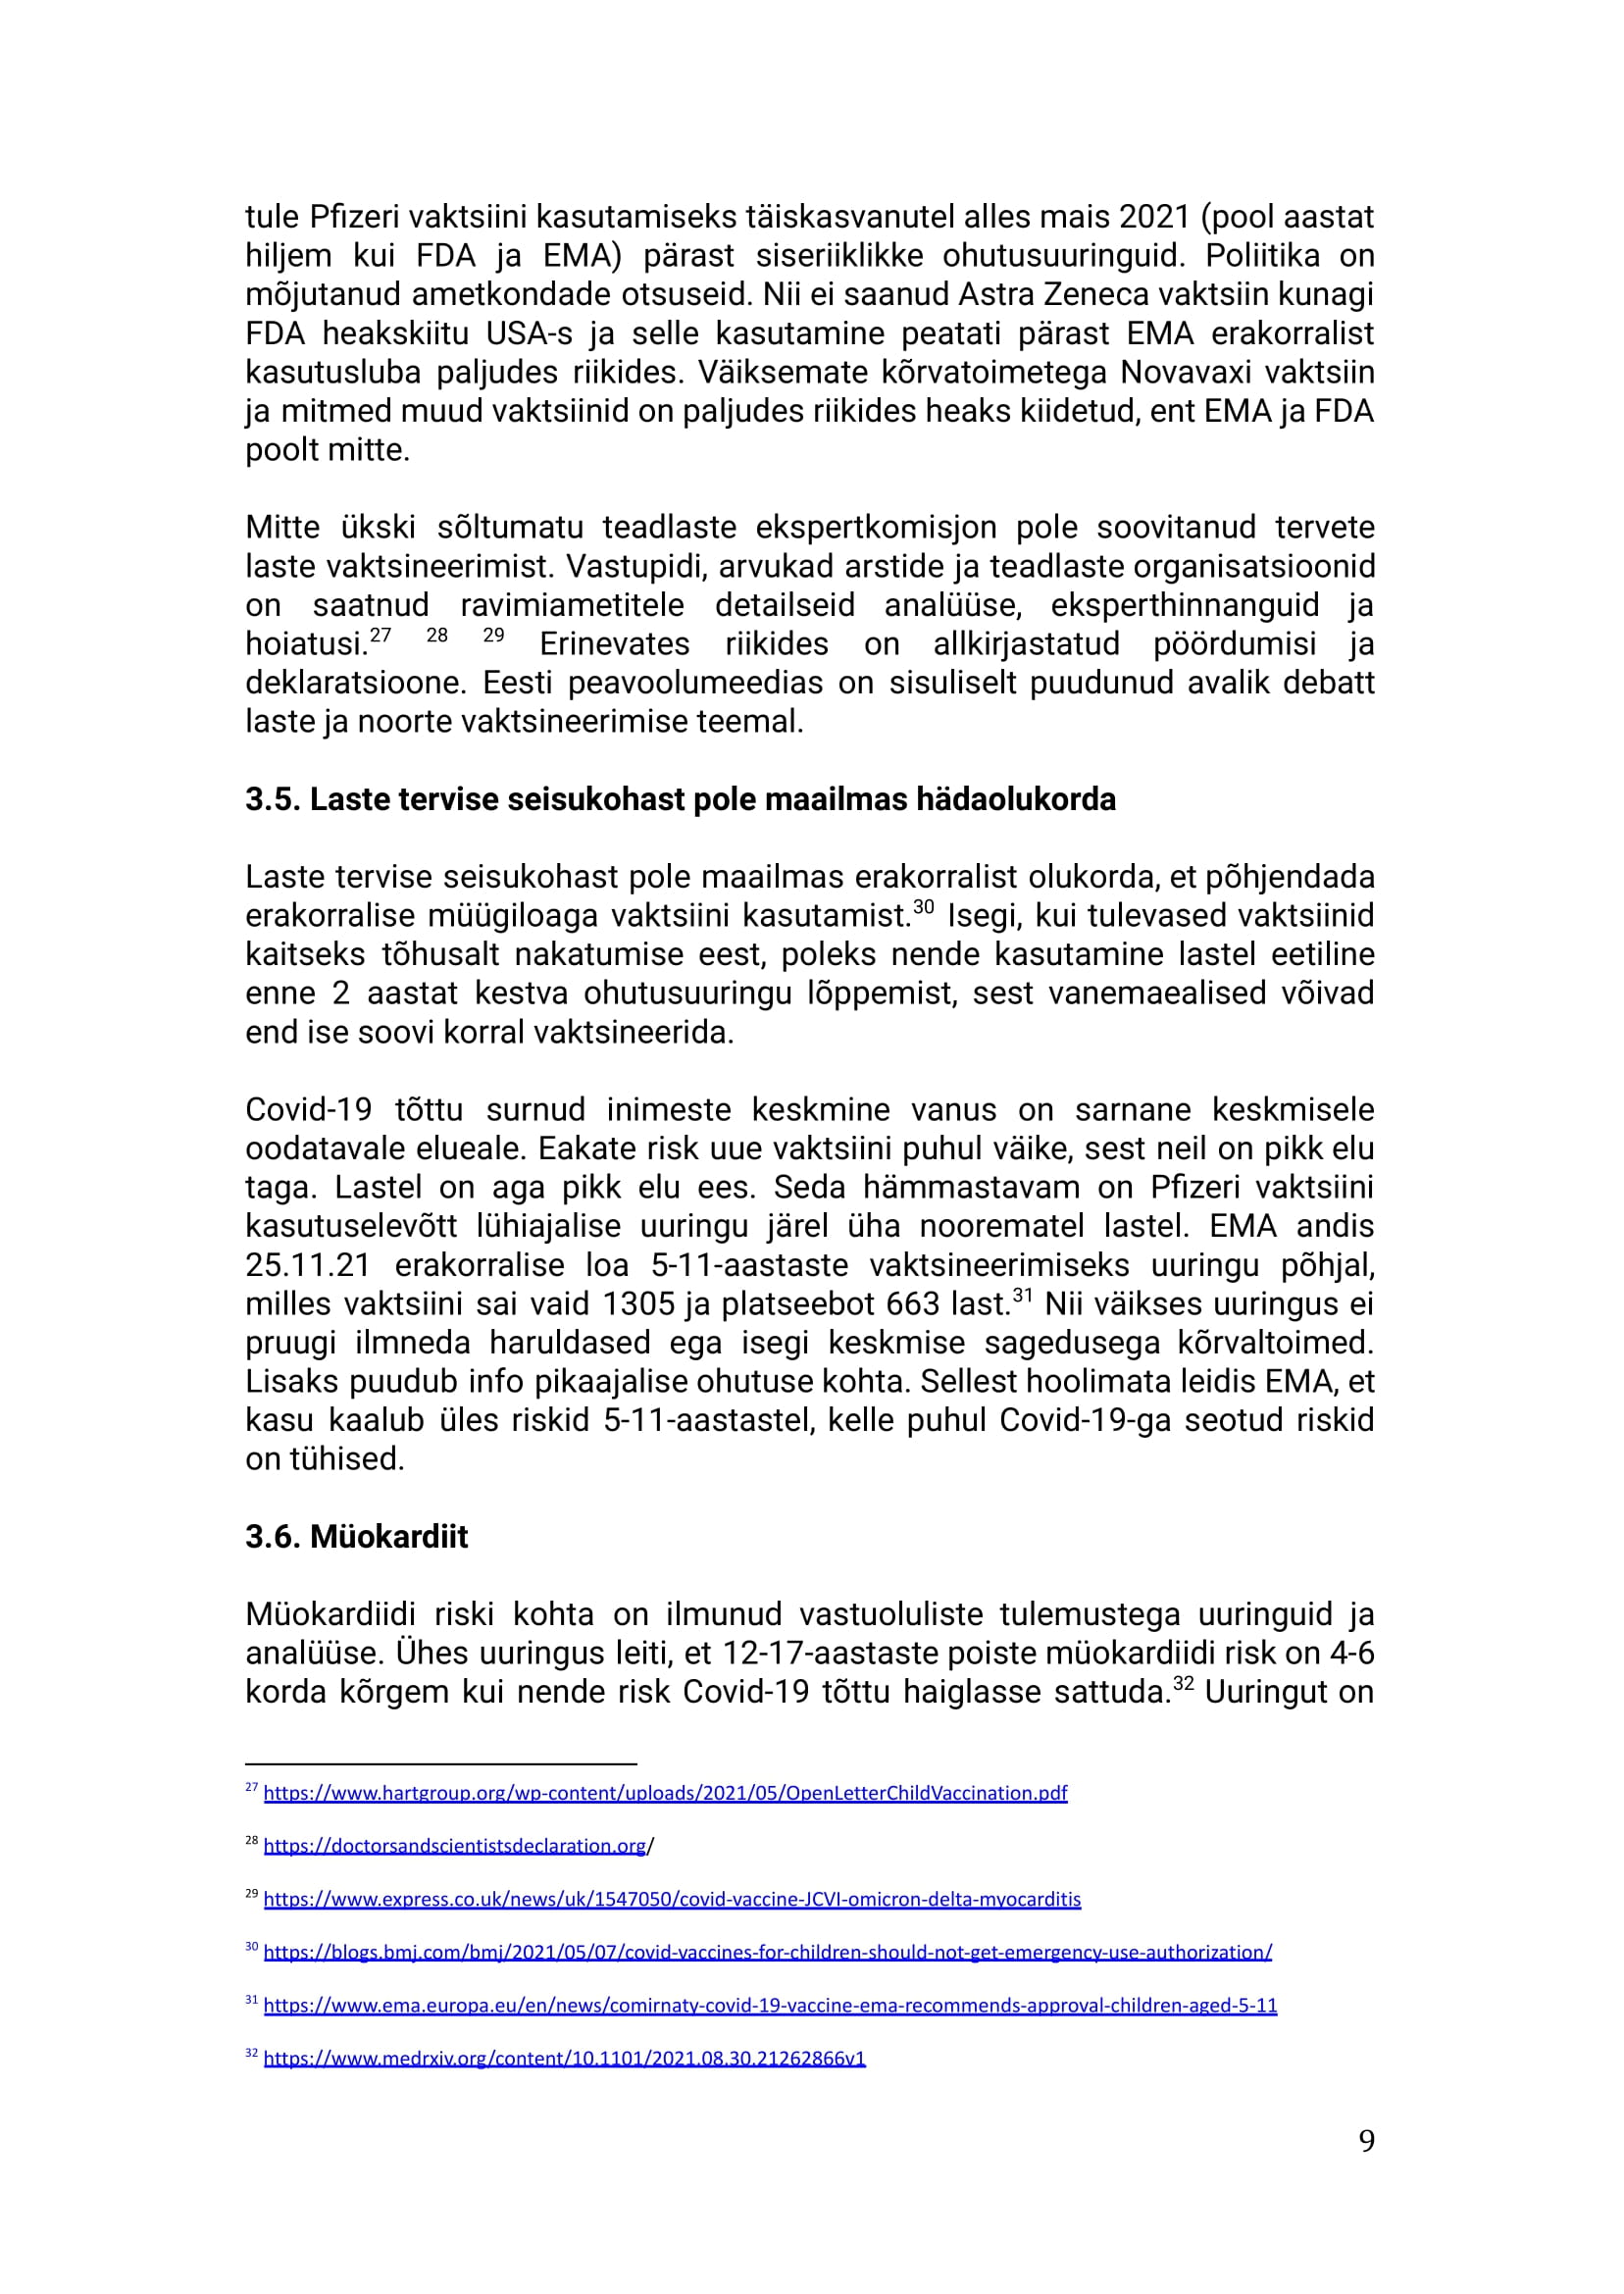 tule Pfizeri vaktsiini kasutamiseks täiskasvanutel alles mais 2021 (pool aastat
hiljem kui FDA ja EMA) pärast siseriiklikke ohutusuuringuid. Poliitika on
mõjutanud ametkondade otsuseid. Nii ei saanud Astra Zeneca vaktsiin kunagi
FDA heakskiitu USA-s ja selle kasutamine peatati pärast EMA erakorralist
kasutusluba paljudes riikides. Väiksemate kõrvatoimetega Novavaxi vaktsiin
ja mitmed muud vaktsiinid on paljudes riikides heaks kiidetud, ent EMA ja FDA
poolt mitte.
Mitte ükski sõltumatu teadlaste ekspertkomisjon pole soovitanud tervete
laste vaktsineerimist. Vastupidi, arvukad arstide ja teadlaste organisatsioonid
on saatnud ravimiametitele detailseid analüüse, eksperthinnanguid ja
hoiatusi.27 28 29 Erinevates riikides on allkirjastatud pöördumisi ja
deklaratsioone. Eesti peavoolumeedias on sisuliselt puudunud avalik debatt
laste ja noorte vaktsineerimise teemal.
3.5. Laste tervise seisukohast pole maailmas hädaolukorda
Laste tervise seisukohast pole maailmas erakorralist olukorda, et põhjendada
erakorralise müügiloaga vaktsiini kasutamist.30 Isegi, kui tulevased vaktsiinid
kaitseks tõhusalt nakatumise eest, poleks nende kasutamine lastel eetiline
enne 2 aastat kestva ohutusuuringu lõppemist, sest vanemaealised võivad
end ise soovi korral vaktsineerida.
Covid-19 tõttu surnud inimeste keskmine vanus on sarnane keskmisele
oodatavale elueale. Eakate risk uue vaktsiini puhul väike, sest neil on pikk elu
taga. Lastel on aga pikk elu ees. Seda hämmastavam on Pfizeri vaktsiini
kasutuselevõtt lühiajalise uuringu järel üha noorematel lastel. EMA andis
25.11.21 erakorralise loa 5-11-aastaste vaktsineerimiseks uuringu põhjal,
milles vaktsiini sai vaid 1305 ja platseebot 663 last.31 Nii väikses uuringus ei
pruugi ilmneda haruldased ega isegi keskmise sagedusega kõrvaltoimed.
Lisaks puudub info pikaajalise ohutuse kohta. Sellest hoolimata leidis EMA, et
kasu kaalub üles riskid 5-11-aastastel, kelle puhul Covid-19-ga seotud riskid
on tühised.
3.6. Müokardiit
Müokardiidi riski kohta on ilmunud vastuoluliste tulemustega uuringuid ja
analüüse. Ühes uuringus leiti, et 12-17-aastaste poiste müokardiidi risk on 4-6
korda kõrgem kui nende risk Covid-19 tõttu haiglasse sattuda.32 Uuringut on
27 https://www.hartgroup.org/wp-content/uploads/2021/05/OpenLetterChildVaccination.pdf
28 https://doctorsandscientistsdeclaration.org/
29 https://www.express.co.uk/news/uk/1547050/covid-vaccine-JCVI-omicron-delta-myocarditis
30 https://blogs.bmj.com/bmj/2021/05/07/covid-vaccines-for-children-should-not-get-emergency-use-authorization/
31 https://www.ema.europa.eu/en/news/comirnaty-covid-19-vaccine-ema-recommends-approval-children-aged-5-11
32 https://www.medrxiv.org/content/10.1101/2021.08.30.21262866v1
9